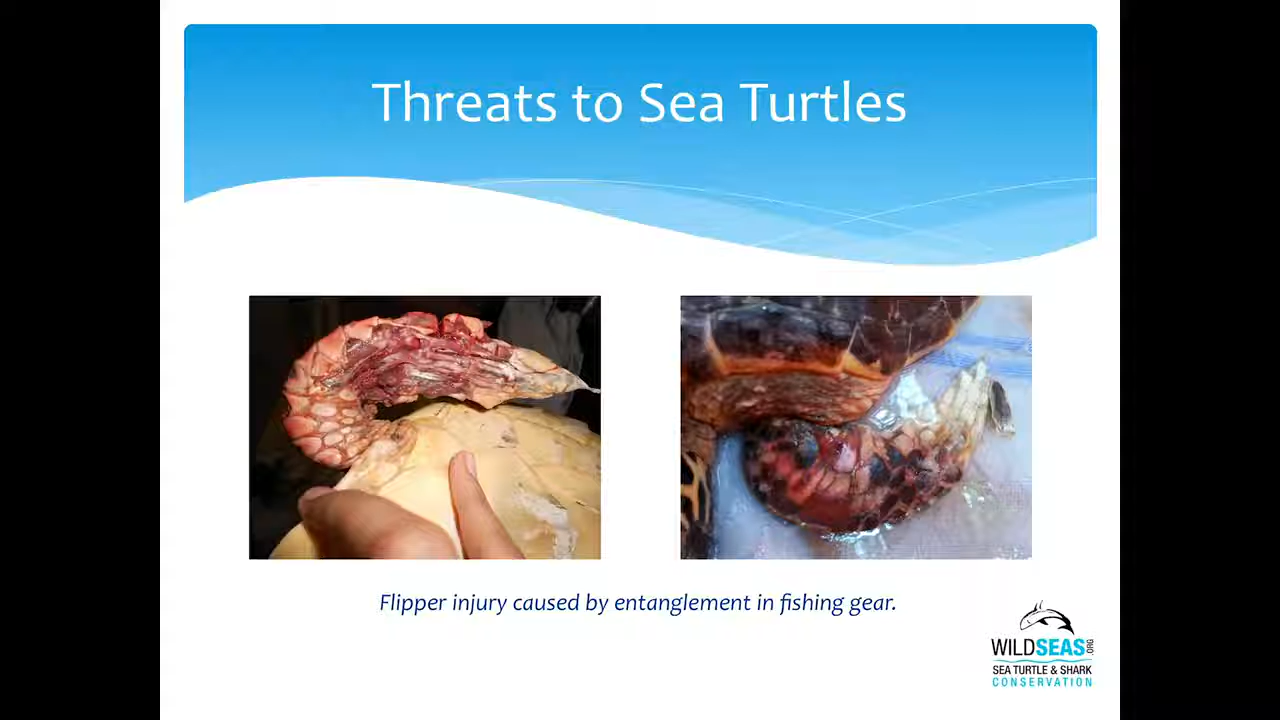 Threats to Sea Turtles
Flipper injury caused by entanglement in fishing gear.
WILDSEAS.ORG
SEA TURTLE & SHARK
CONSERVATION